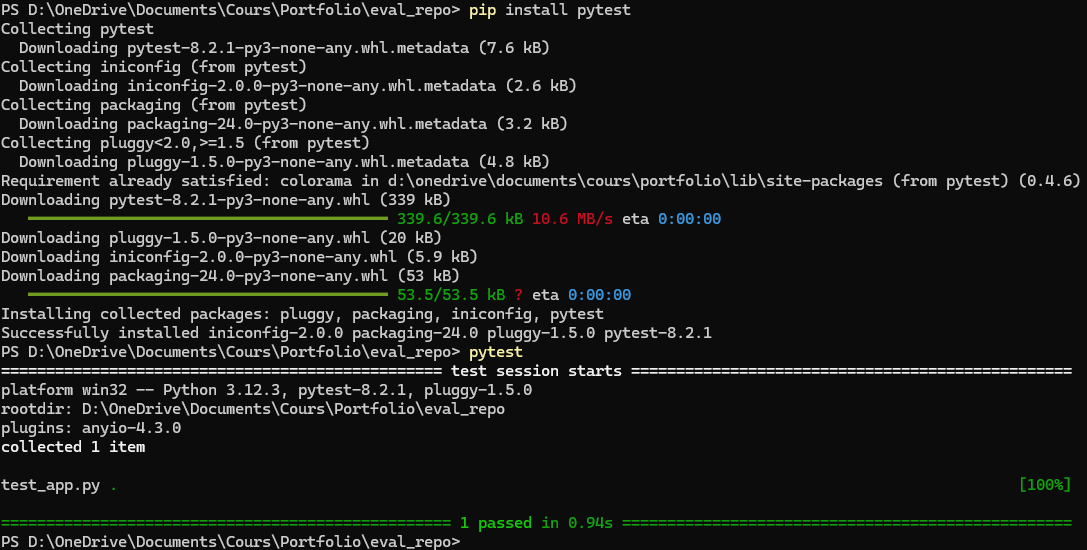 PS D:\OneDrive\Documents\Cours\Portfolio\eval_repo> pip install pytest
Collecting pytest
  Downloading pytest-8.2.1-py3-none-any.whl.metadata (7.6 kB)
Collecting iniconfig (from pytest)
  Downloading iniconfig-2.0.0-py3-none-any.whl.metadata (2.6 kB)
Collecting packaging (from pytest)
  Downloading packaging-24.0-py3-none-any.whl.metadata (3.2 kB)
Collecting pluggy<2.0,>=1.5 (from pytest)
  Downloading pluggy-1.5.0-py3-none-any.whl.metadata (4.8 kB)
Requirement already satisfied: colorama in d:\onedrive\documents\cours\portfolio\lib\site-packages (from pytest) (0.4.6)
Downloading pytest-8.2.1-py3-none-any.whl (339 kB)
   ━━━━━━━━━━━━━━━━━━━━━━━━━━━━━━━━━━━━━━━━ 339.6/339.6 kB 10.6 MB/s eta 0:00:00
Downloading pluggy-1.5.0-py3-none-any.whl (20 kB)
Downloading iniconfig-2.0.0-py3-none-any.whl (5.9 kB)
Downloading packaging-24.0-py3-none-any.whl (53 kB)
   ━━━━━━━━━━━━━━━━━━━━━━━━━━━━━━━━━━━━━━━━ 53.5/53.5 kB ? eta 0:00:00
Installing collected packages: pluggy, packaging, iniconfig, pytest
Successfully installed iniconfig-2.0.0 packaging-24.0 pluggy-1.5.0 pytest-8.2.1
PS D:\OneDrive\Documents\Cours\Portfolio\eval_repo> pytest
================================================= test session starts =================================================
platform win32 -- Python 3.12.3, pytest-8.2.1, pluggy-1.5.0
rootdir: D:\OneDrive\Documents\Cours\Portfolio\eval_repo
plugins: anyio-4.3.0
collected 1 item

test_app.py . [100%]

================================================== 1 passed in 0.94s ==================================================
PS D:\OneDrive\Documents\Cours\Portfolio\eval_repo>